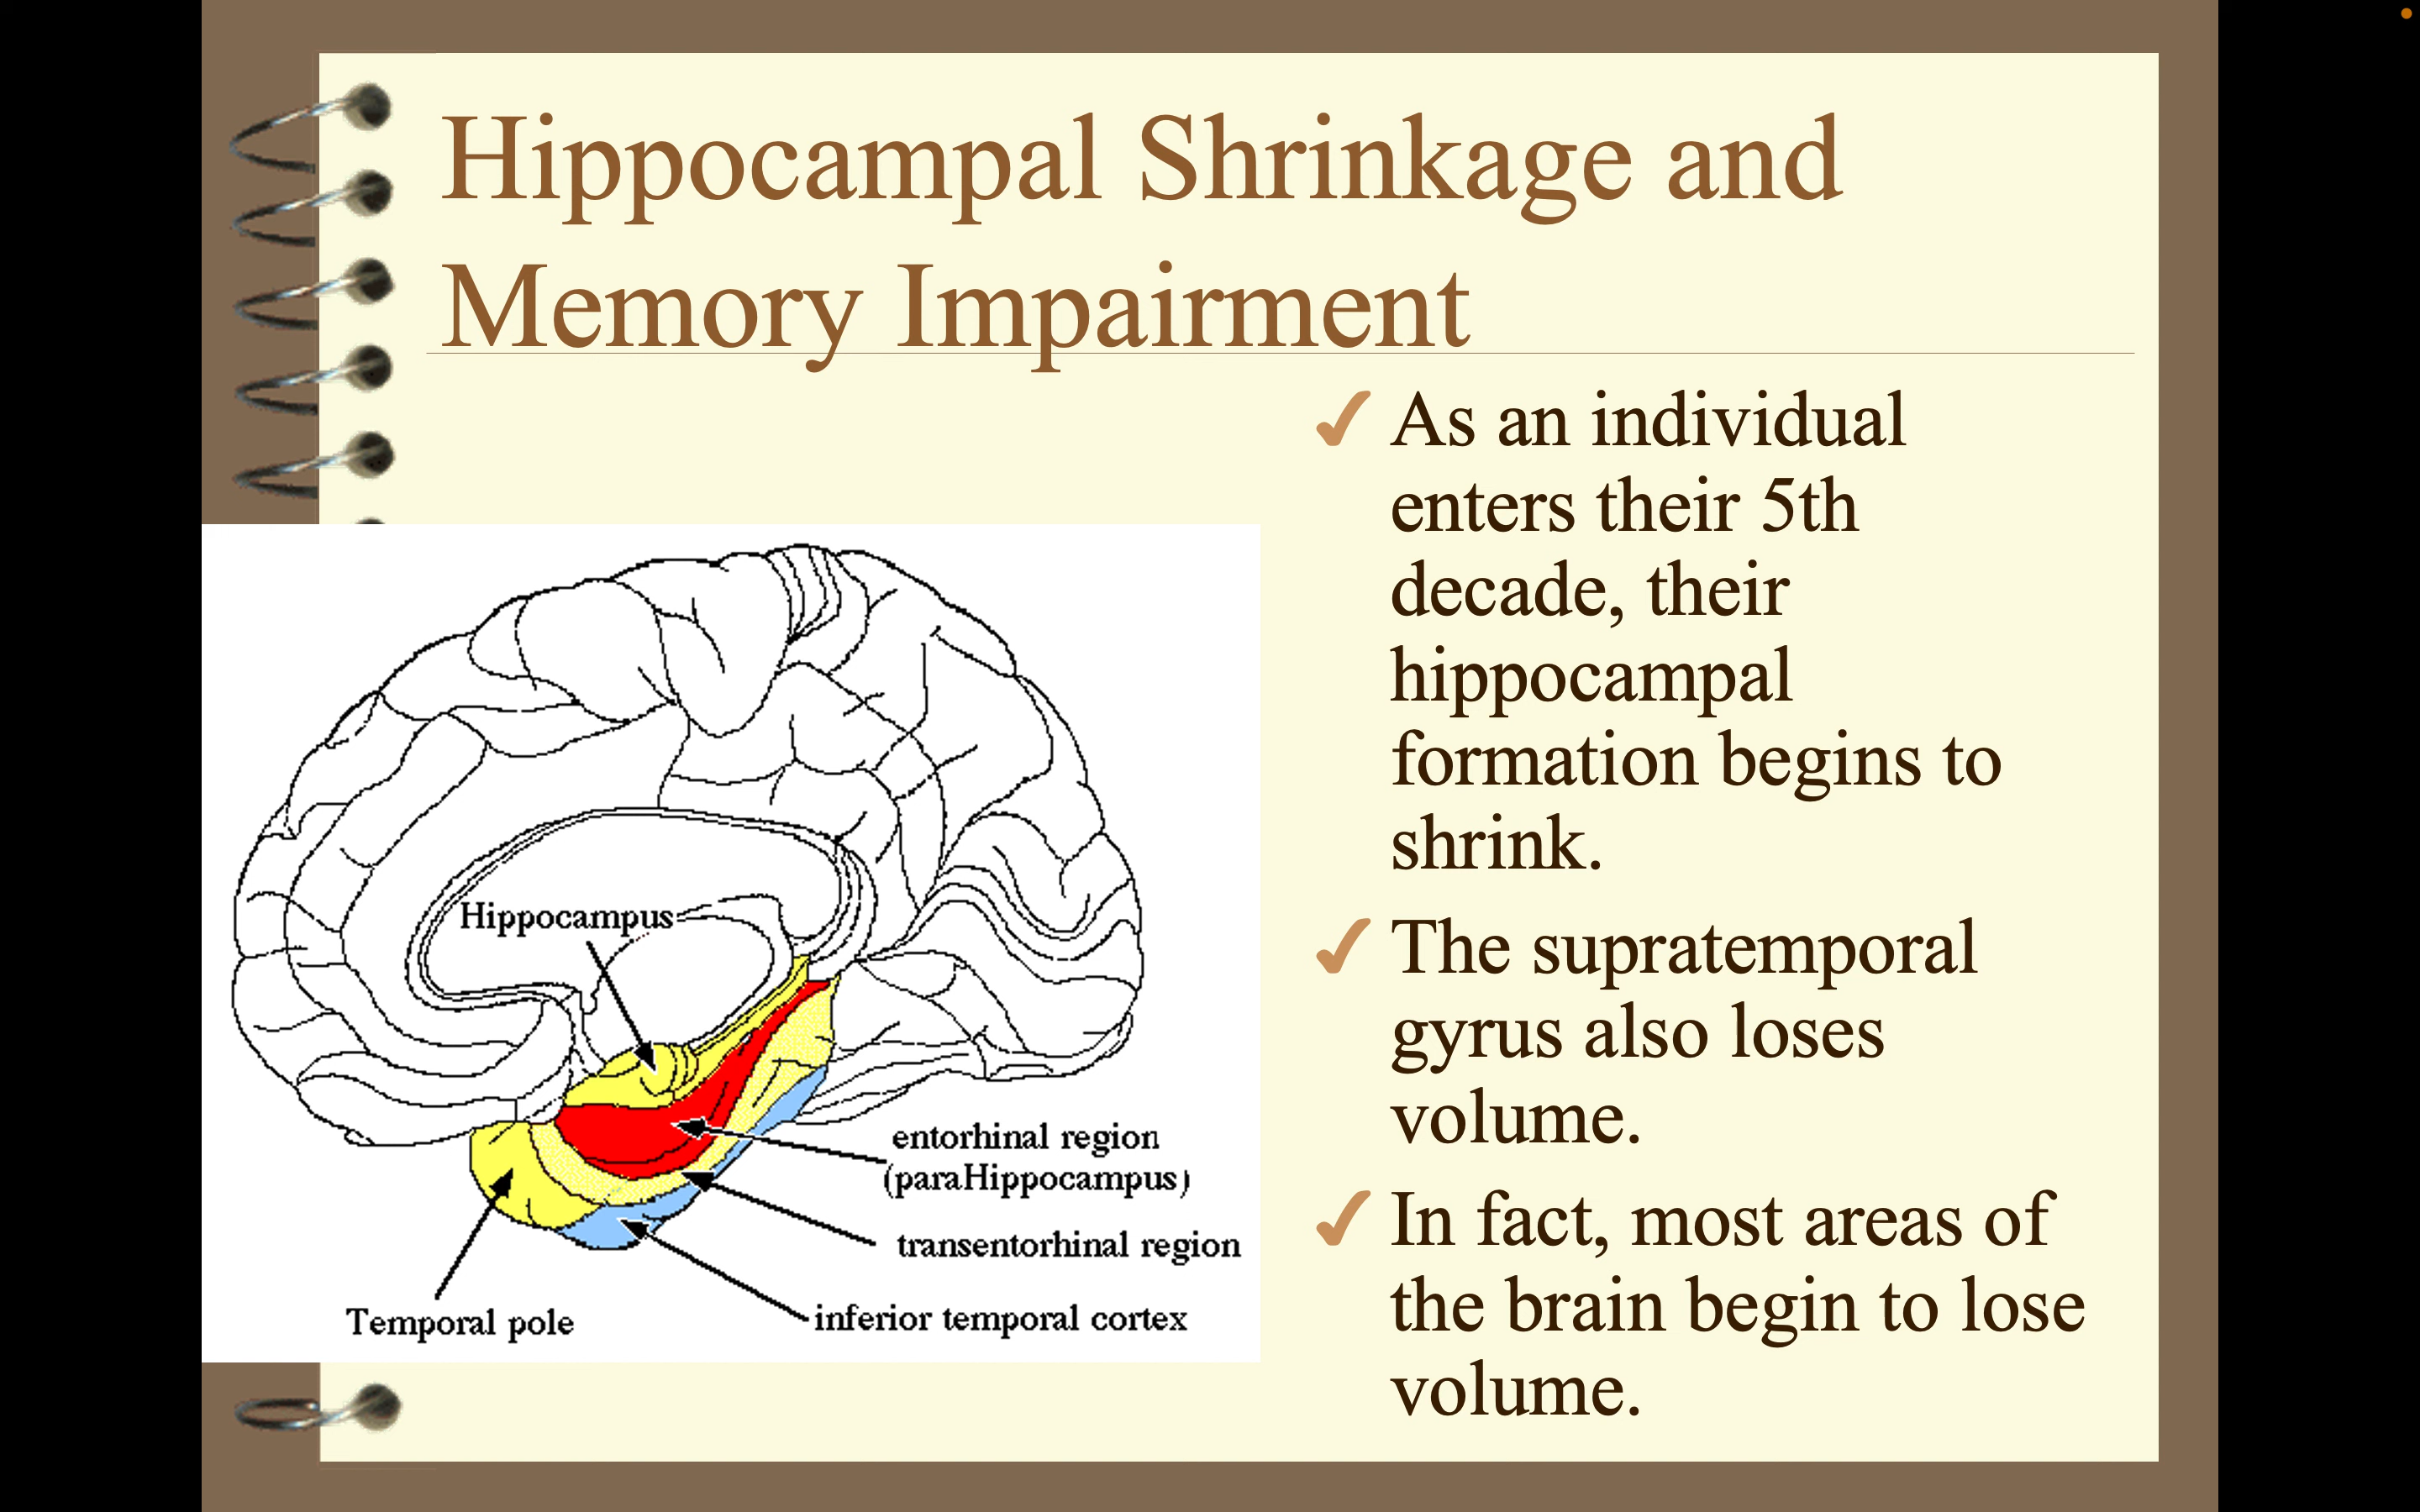 Hippocampal Shrinkage and
Memory Impairment
As an individual
enters their 5th
decade, their
hippocampal
formation begins to
shrink.
The supratemporal
gyrus also loses
volume.
In fact, most areas of
the brain begin to lose
volume.
Hippocampus
entorhinal region
(paraHippocampus)
transentorhinal region
inferior temporal cortex
Temporal pole